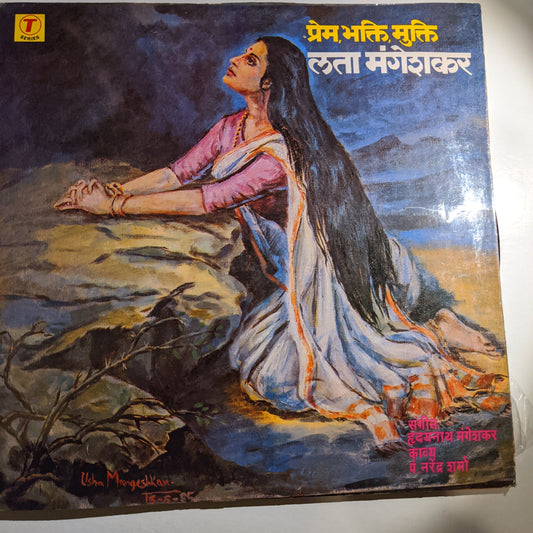 T
SERIES
प्रेम, भक्ति, मुक्ति
लता मंगेशकर
संगीत
हृदयनाथ मंगेशकर
काव्य
पं. नरेंद्र शर्मा
Usha Mangeshkar